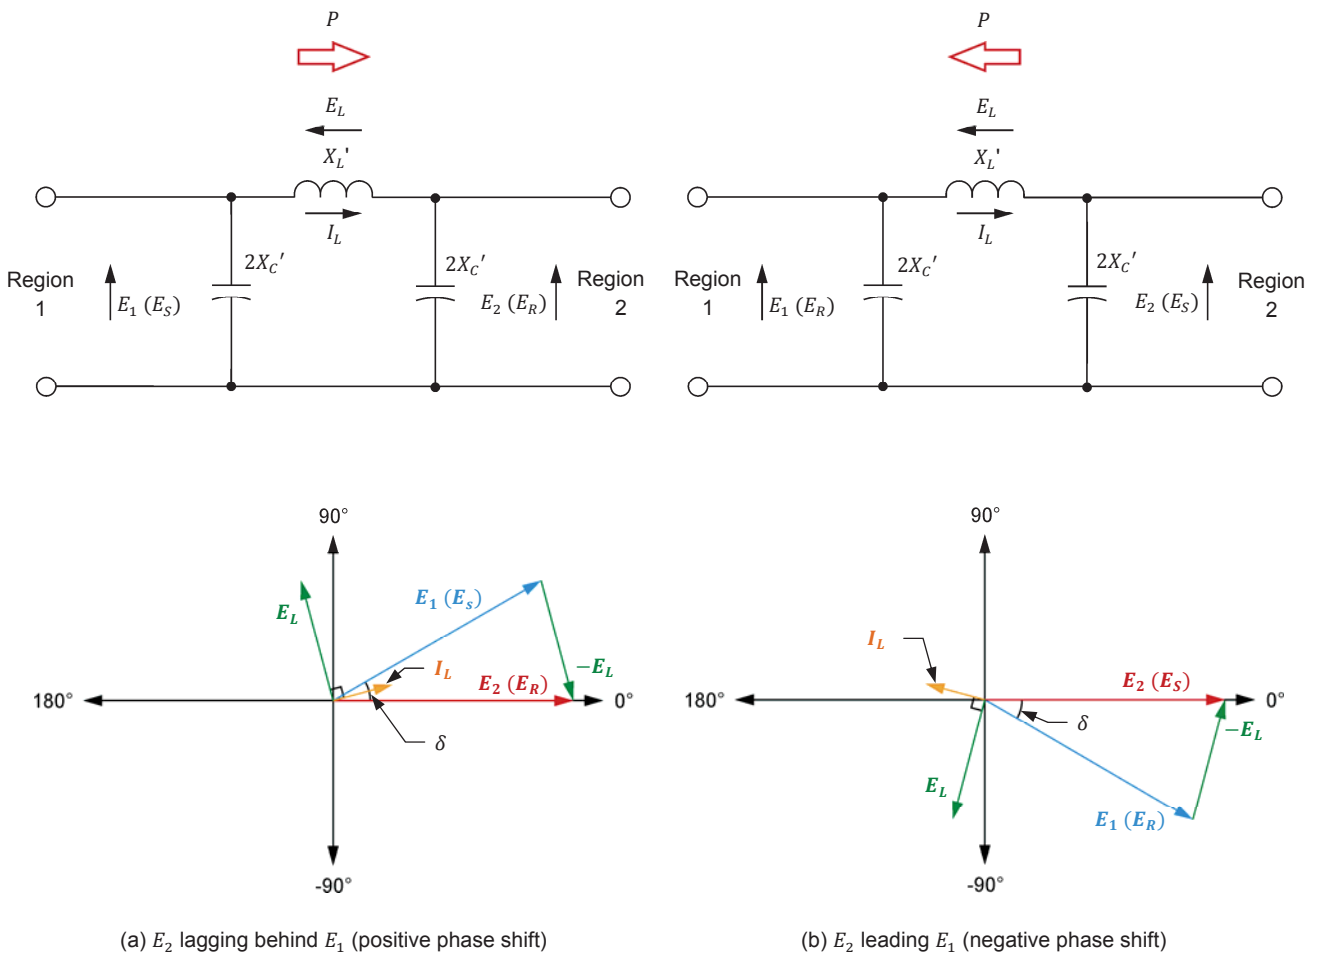 P
E_L
X_L'
I_L
2X_C'
2X_C'
Region
1
E_1 (E_S)
E_2 (E_R)
Region
2
P
E_L
X_L'
I_L
2X_C'
2X_C'
Region
1
E_1 (E_R)
E_2 (E_S)
Region
2
90°
E_L
E_1 (E_s)
I_L
−E_L
E_2 (E_R)
180°
0°
δ
-90°
90°
I_L
E_2 (E_S)
180°
0°
δ
−E_L
E_L
E_1 (E_R)
-90°
(a) E_2 lagging behind E_1 (positive phase shift)
(b) E_2 leading E_1 (negative phase shift)